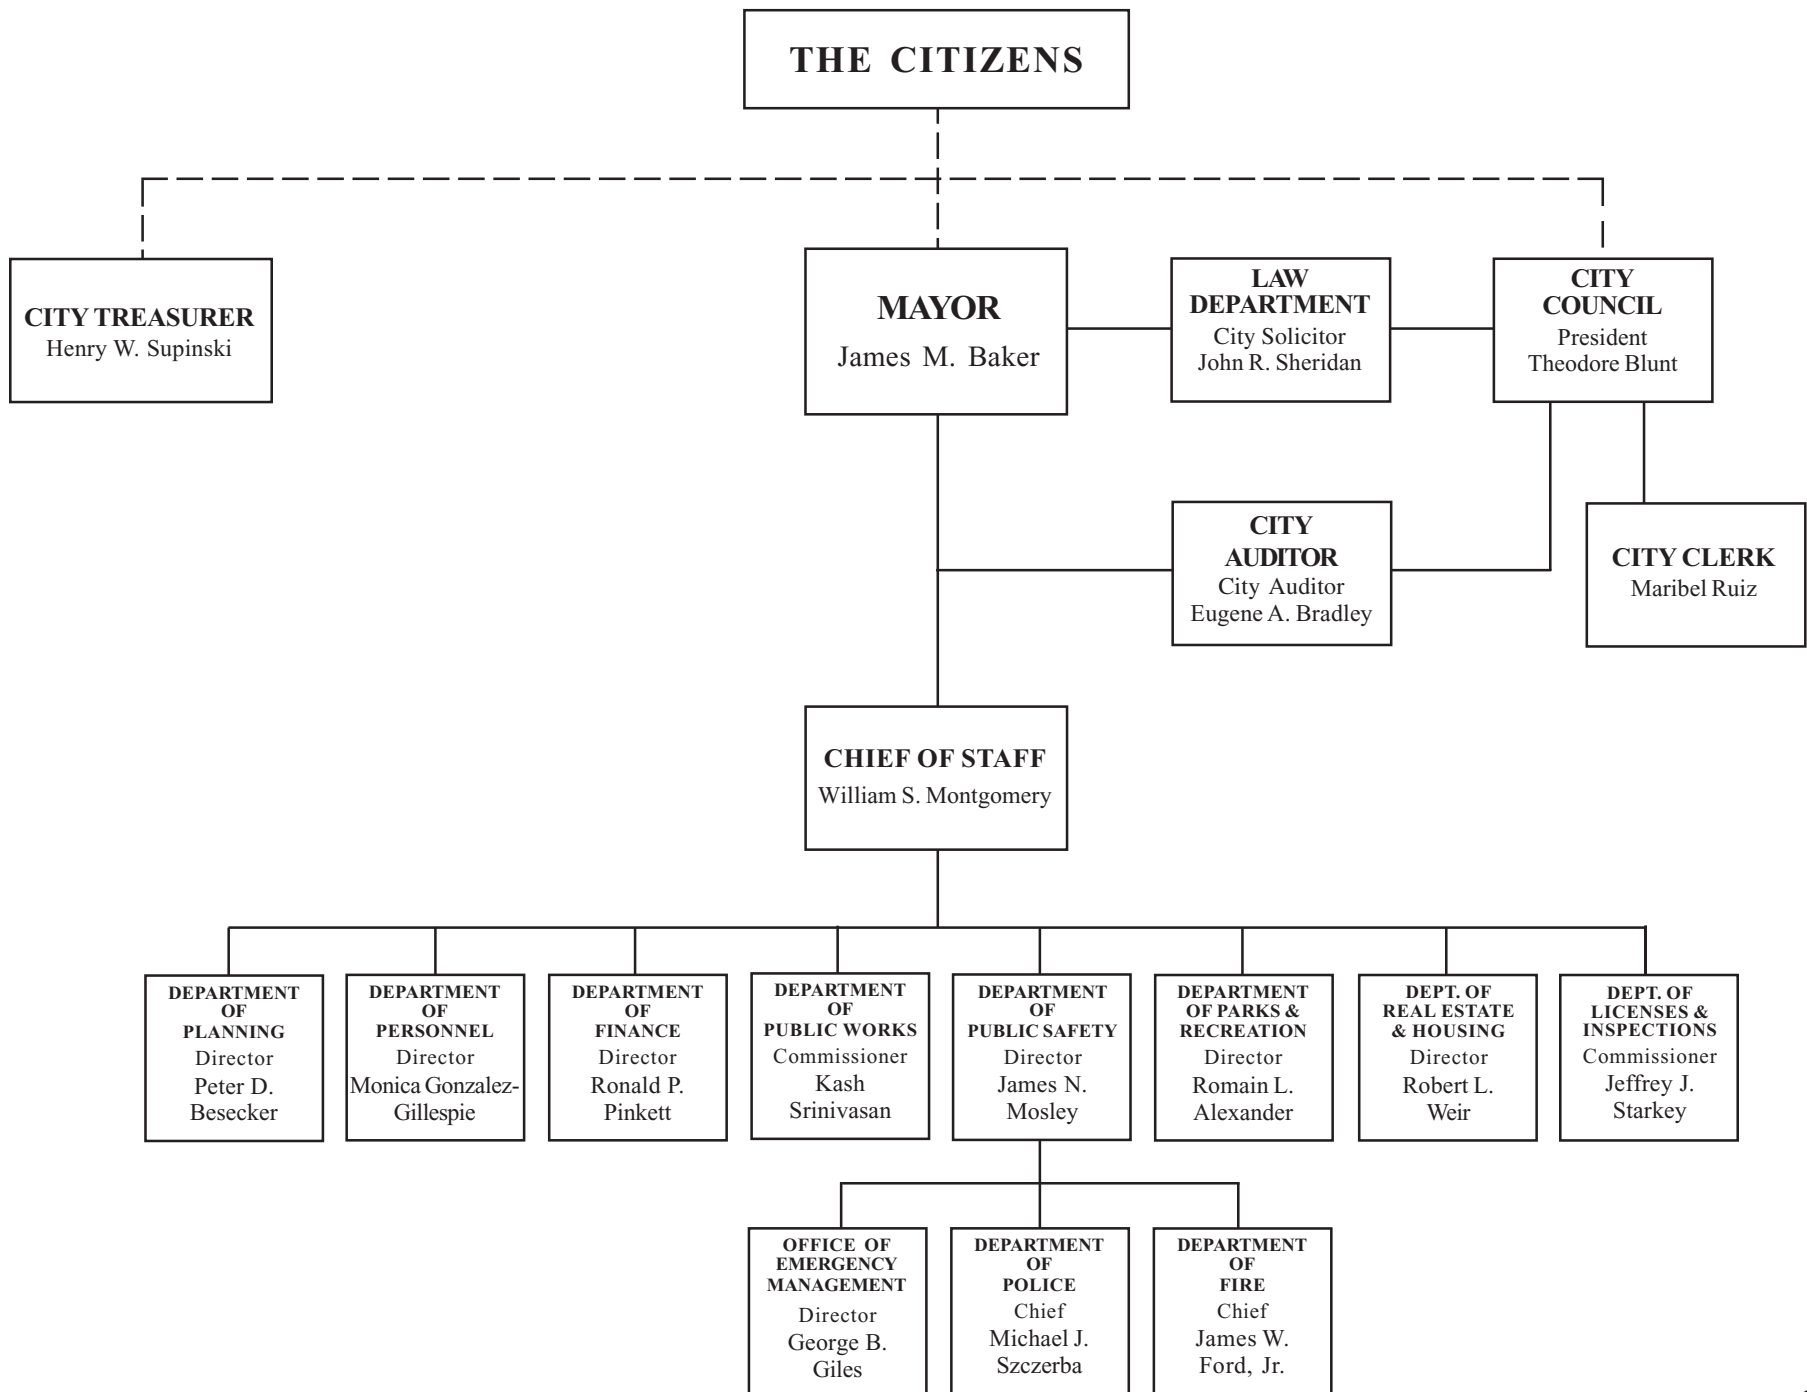 THE CITIZENS
CITY TREASURER
Henry W. Supinski
MAYOR
James M. Baker
LAW
DEPARTMENT
City Solicitor
John R. Sheridan
CITY
COUNCIL
President
Theodore Blunt
CITY
AUDITOR
City Auditor
Eugene A. Bradley
CITY CLERK
Maribel Ruiz
CHIEF OF STAFF
William S. Montgomery
DEPARTMENT
OF
PLANNING
Director
Peter D.
Besecker
DEPARTMENT
OF
PERSONNEL
Director
Monica Gonzalez-
Gillespie
DEPARTMENT
OF
FINANCE
Director
Ronald P.
Pinkett
DEPARTMENT
OF
PUBLIC WORKS
Commissioner
Kash
Srinivasan
DEPARTMENT
OF
PUBLIC SAFETY
Director
James N.
Mosley
DEPARTMENT
OF PARKS &
RECREATION
Director
Romain L.
Alexander
DEPT. OF
REAL ESTATE
& HOUSING
Director
Robert L.
Weir
DEPT. OF
LICENSES &
INSPECTIONS
Commissioner
Jeffrey J.
Starkey
OFFICE OF
EMERGENCY
MANAGEMENT
Director
George B.
Giles
DEPARTMENT
OF
POLICE
Chief
Michael J.
Szczerba
DEPARTMENT
OF
FIRE
Chief
James W.
Ford, Jr.